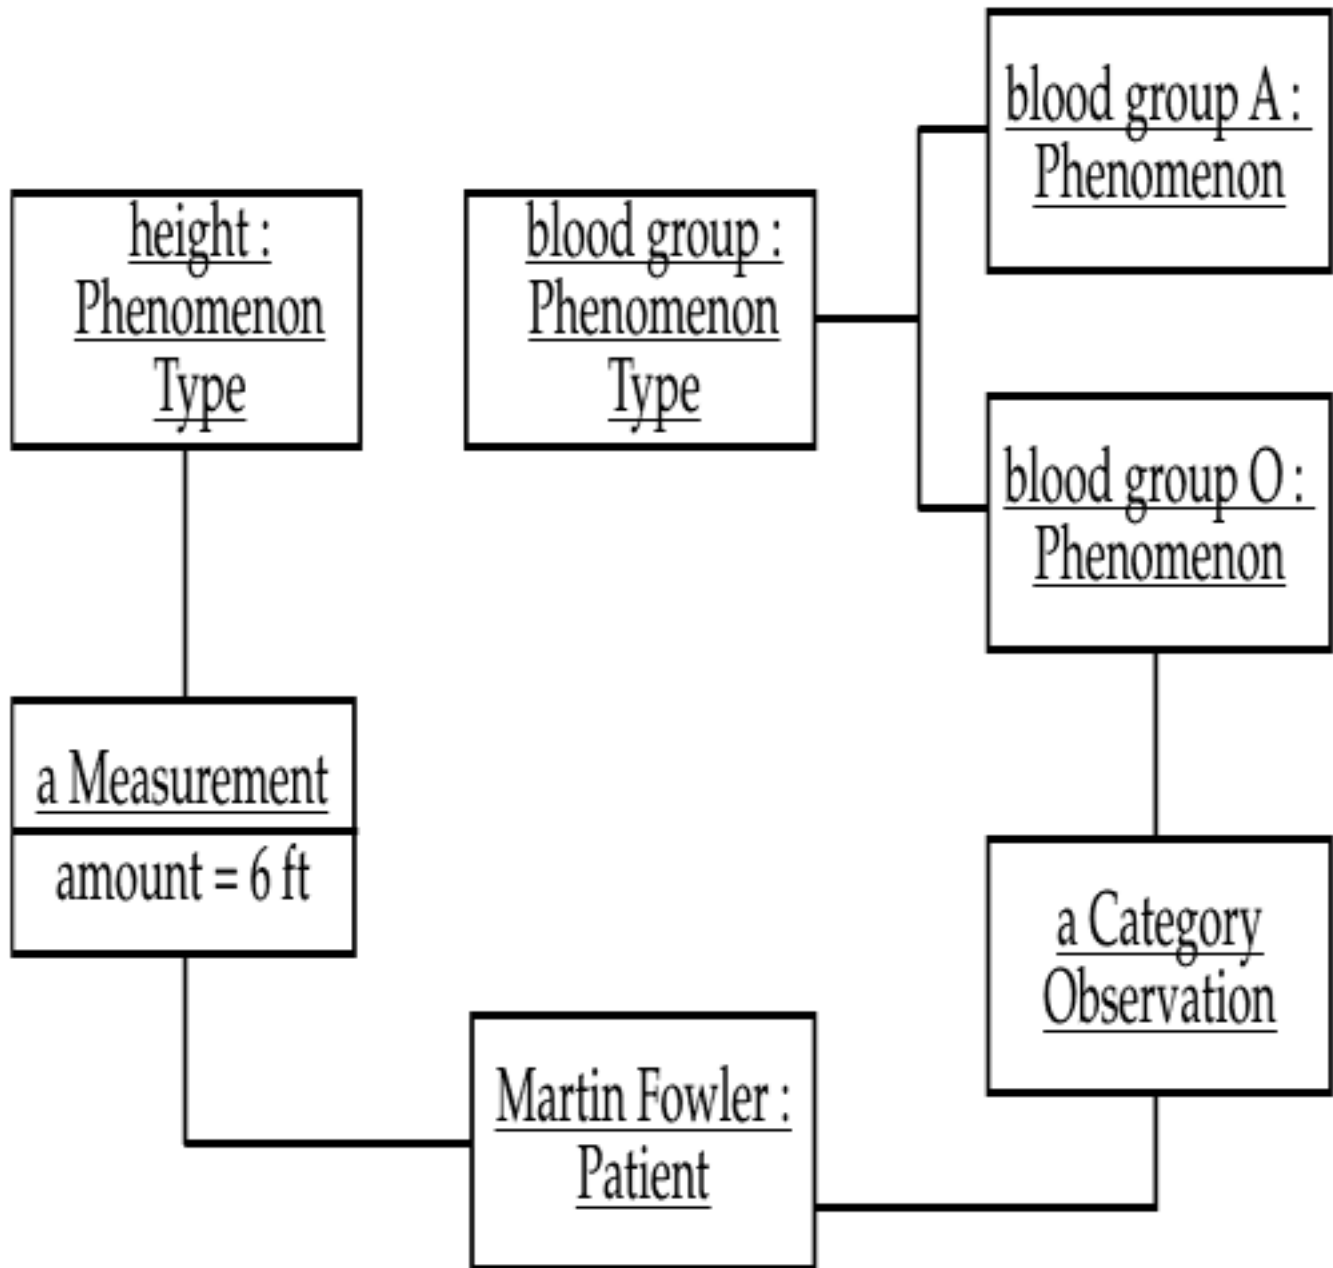 blood group A :
Phenomenon
height :
Phenomenon
Type
blood group :
Phenomenon
Type
blood group O :
Phenomenon
a Measurement
amount = 6 ft
a Category
Observation
Martin Fowler :
Patient